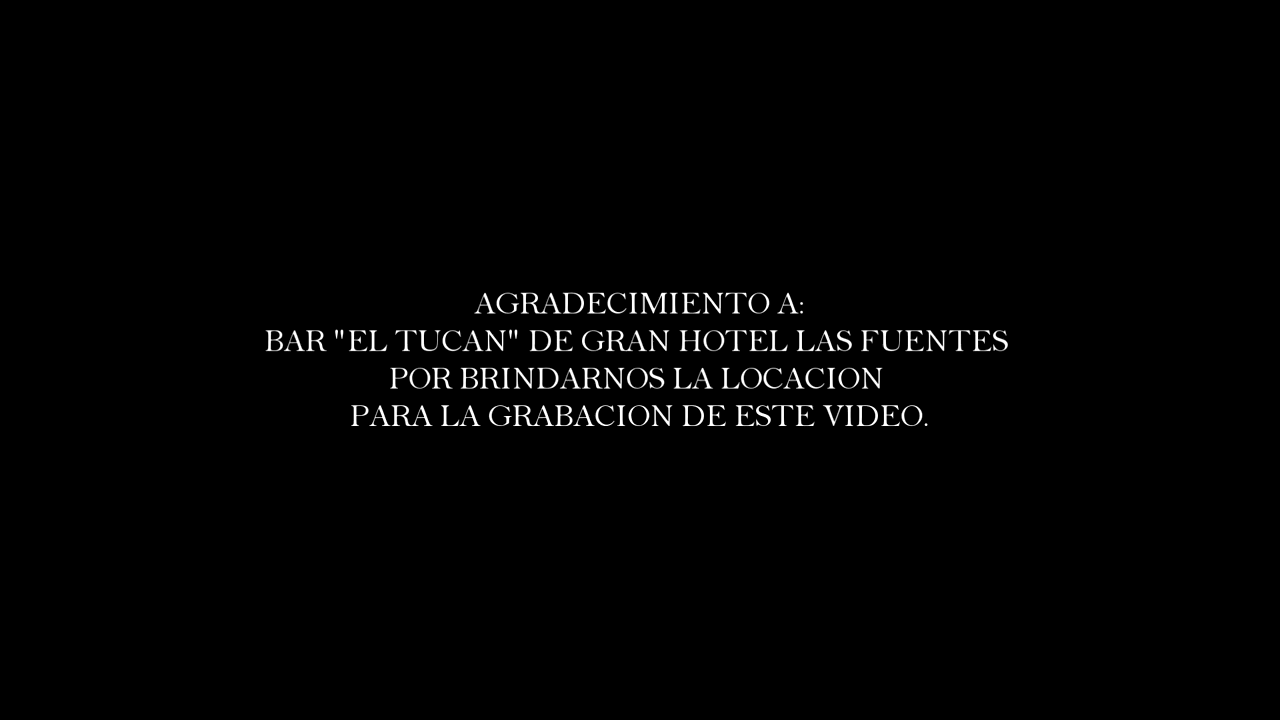 AGRADECIMIENTO A:
BAR "EL TUCAN" DE GRAN HOTEL LAS FUENTES
POR BRINDARNOS LA LOCACION
PARA LA GRABACION DE ESTE VIDEO.